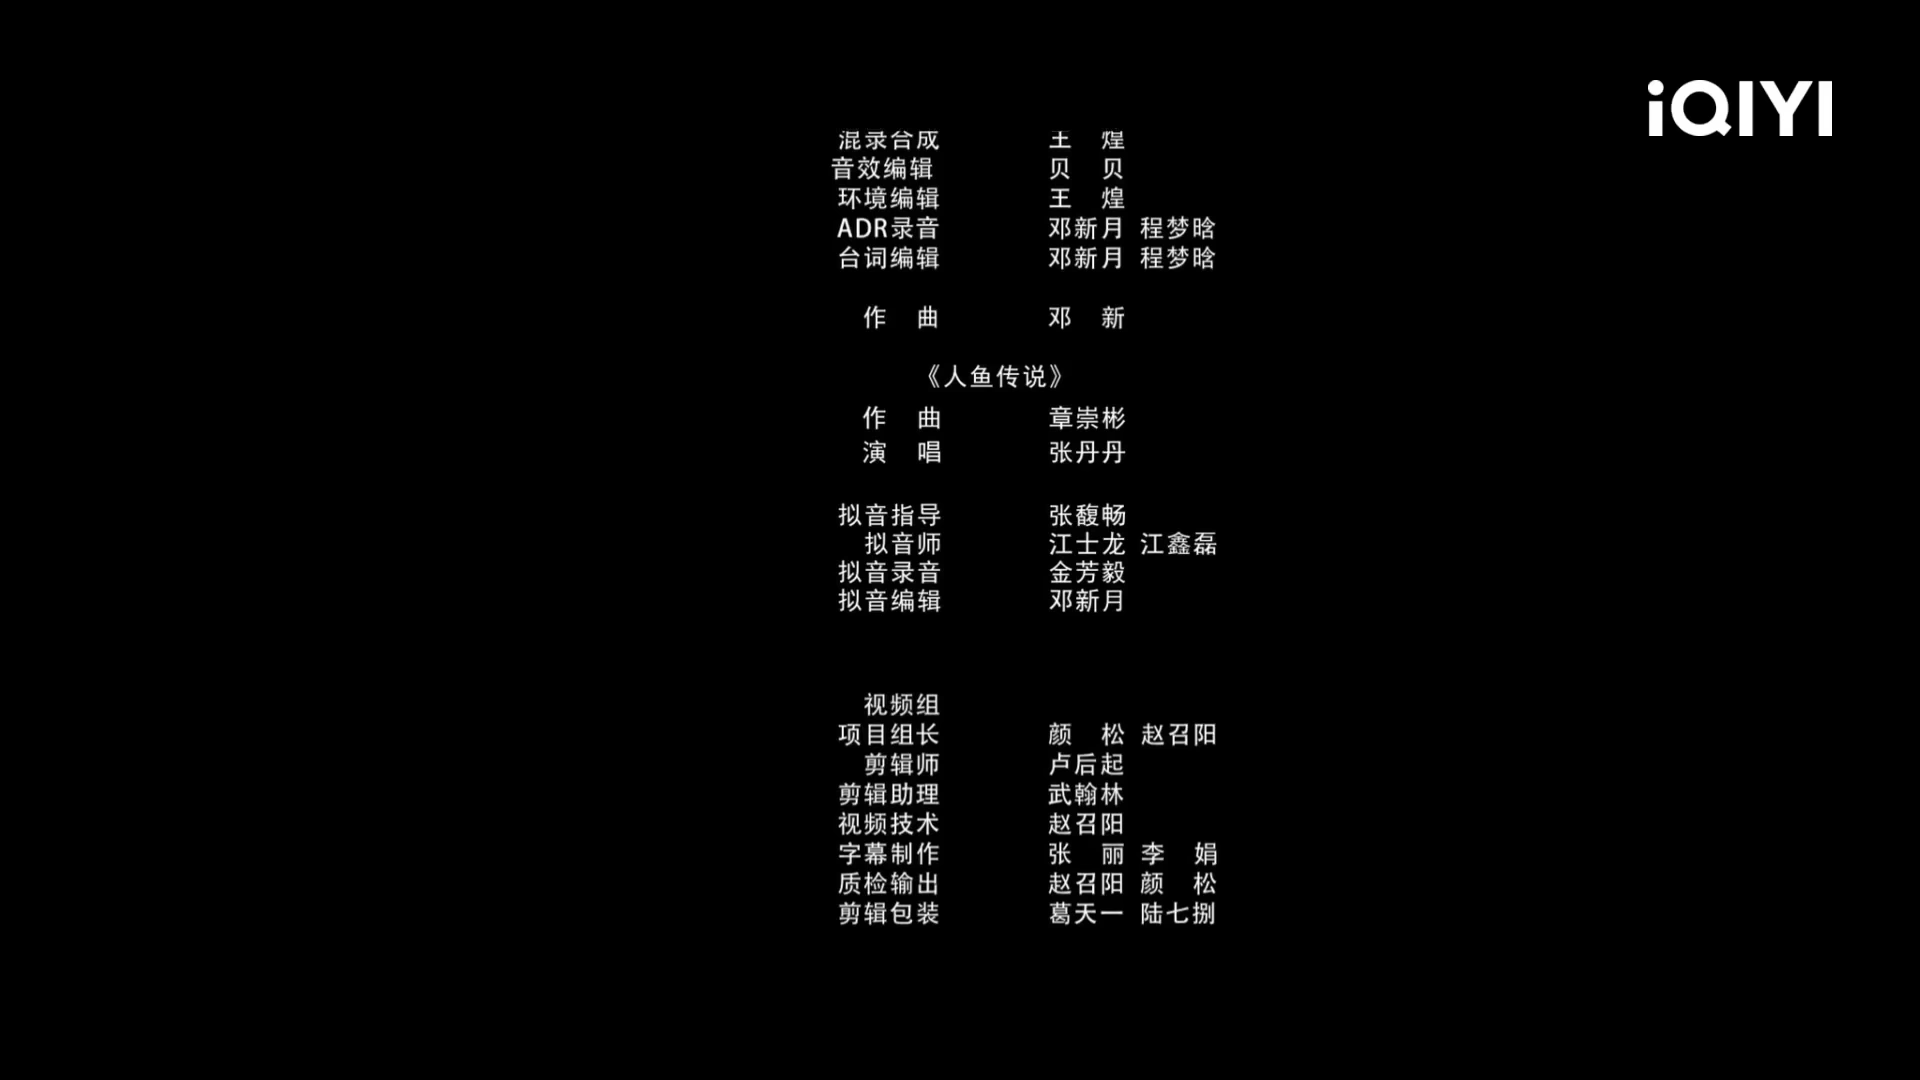 iQIYI
混录合成 王 煌
音效编辑 贝 贝
环境编辑 王 煌
ADR录音 邓新月 程梦晗
台词编辑 邓新月 程梦晗
作 曲 邓 新
《人鱼传说》
作 曲 章崇彬
演 唱 张丹丹
拟音指导 张馥畅
拟音师 江士龙 江鑫磊
拟音录音 金芳毅
拟音编辑 邓新月
视频组
项目组长 颜 松 赵召阳
剪辑师 卢后起
剪辑助理 武翰林
视频技术 赵召阳
字幕制作 张 丽 李 娟
质检输出 赵召阳 颜 松
剪辑包装 葛天一 陆七捌